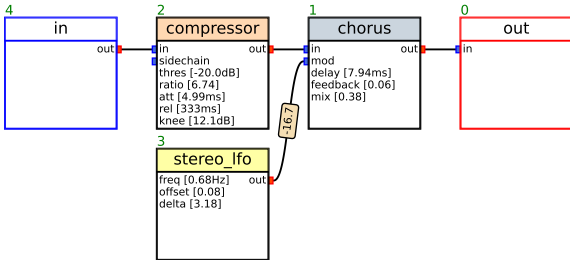 4
in
out
2
compressor
in
out
sidechain
thres [-20.0dB]
ratio [6.74]
att [4.99ms]
rel [333ms]
knee [12.1dB]
1
chorus
in
out
mod
delay [7.94ms]
feedback [0.06]
mix [0.38]
0
out
in
-16.7
3
stereo_lfo
freq [0.68Hz]
out
offset [0.08]
delta [3.18]